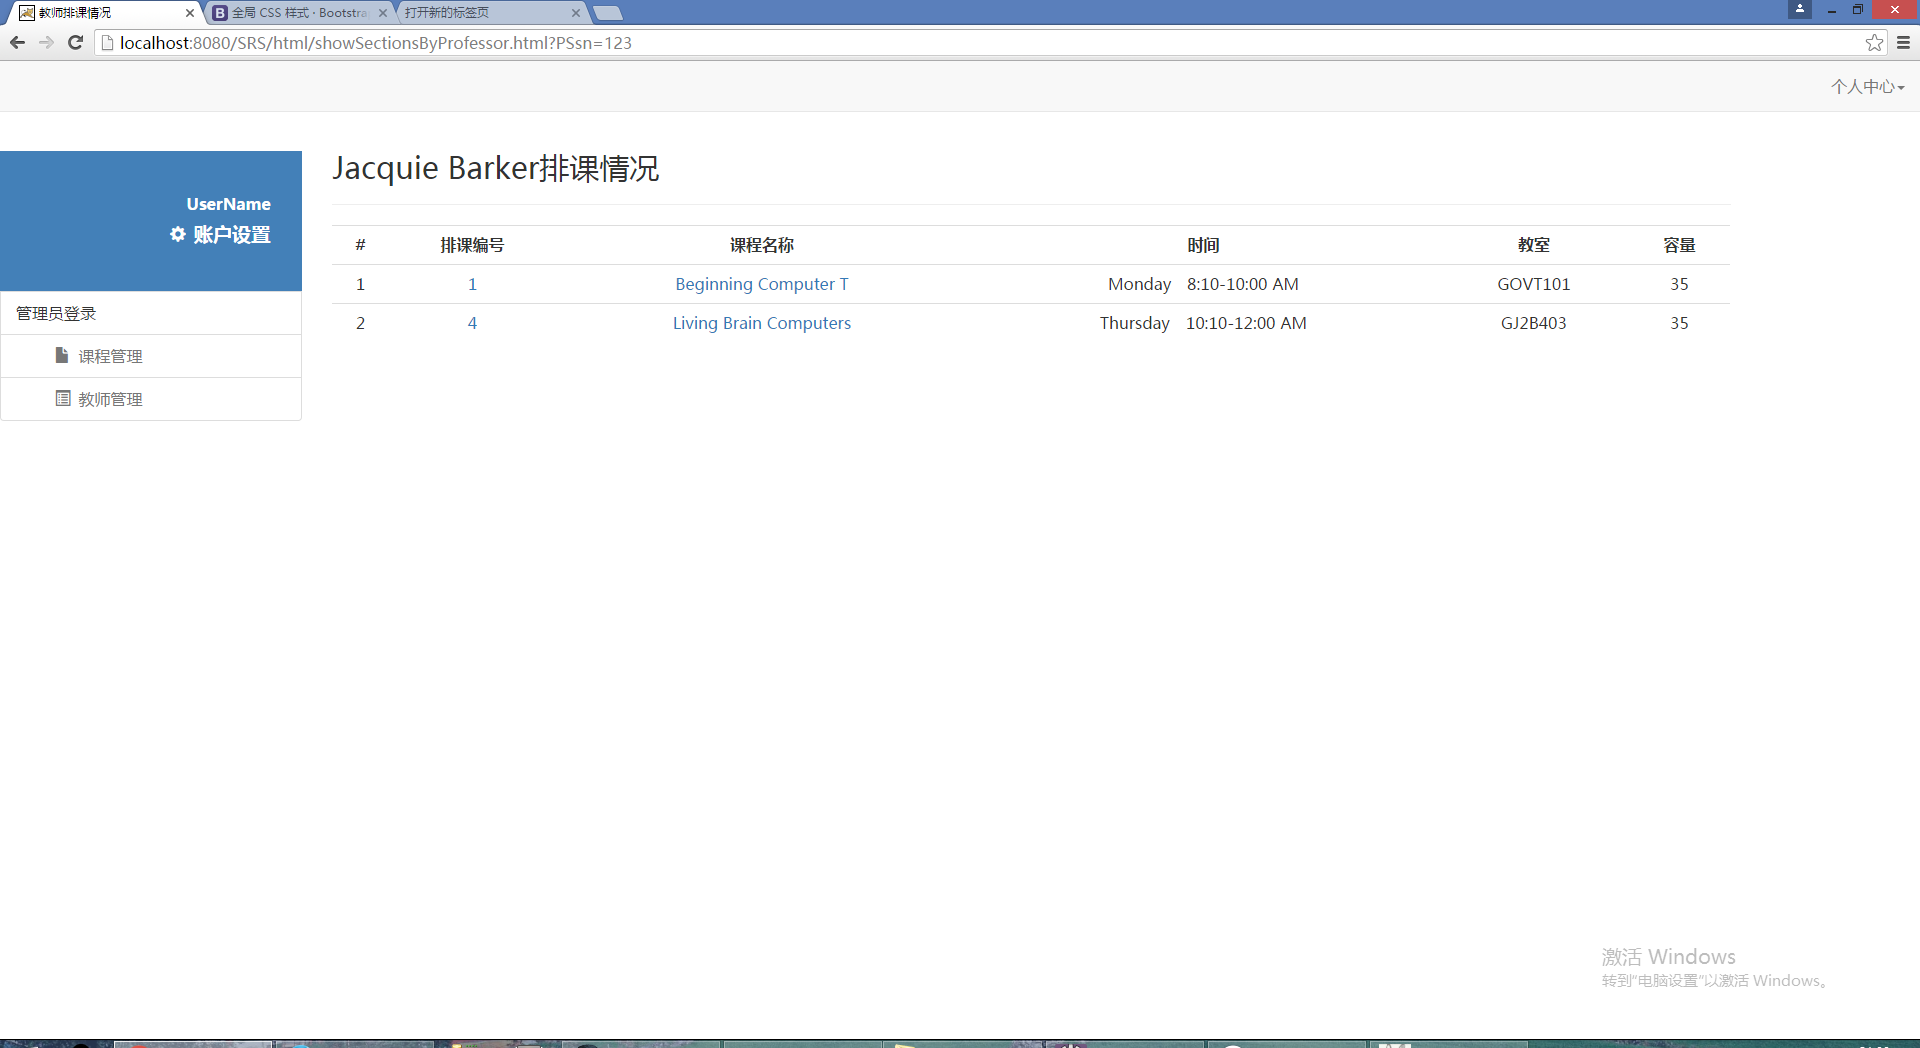 教师排课情况
全局 CSS 样式 · Bootstra
打开新的标签页
localhost:8080/SRS/html/showSectionsByProfessor.html?PSsn=123
个人中心
UserName
账户设置
管理员登录
课程管理
教师管理
Jacquie Barker排课情况
# 排课编号 课程名称 时间 教室 容量
1 1 Beginning Computer T Monday 8:10-10:00 AM GOVT101 35
2 4 Living Brain Computers Thursday 10:10-12:00 AM GJ2B403 35
激活 Windows
转到“电脑设置”以激活 Windows。